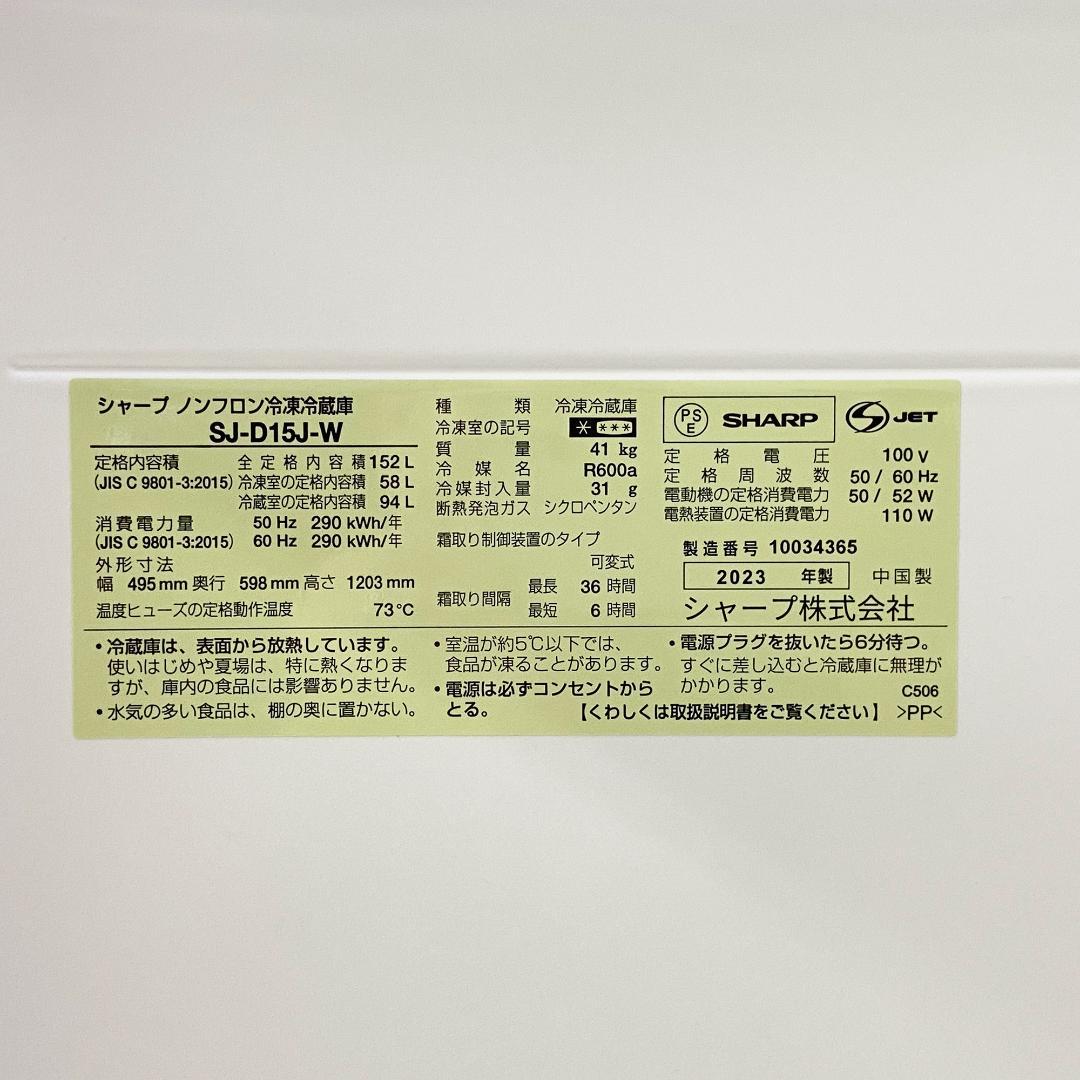 シャープ ノンフロン冷凍冷蔵庫
SJ-D15J-W
定格内容積 全定格内容積 152 L
(JIS C 9801-3:2015) 冷凍室の定格内容積 58 L
冷蔵室の定格内容積 94 L
消費電力量 50 Hz 290 kWh/年
(JIS C 9801-3:2015) 60 Hz 290 kWh/年
外形寸法
幅 495 mm 奥行 598 mm 高さ 1203 mm
温度ヒューズの定格動作温度 73℃
種類 冷凍冷蔵庫
冷凍室の記号 * ***
質量 41 kg
冷媒名 R600a
冷媒封入量 31 g
断熱発泡ガス シクロペンタン
霜取り制御装置のタイプ
可変式
霜取り間隔 最長 36 時間
最短 6 時間
PSE SHARP S JET
定格電圧 100 V
定格周波数 50 / 60 Hz
電動機の定格消費電力 50 / 52 W
電熱装置の定格消費電力 110 W
製造番号 10034365
2023 年製 中国製
シャープ株式会社
・冷蔵庫は、表面から放熱しています。
使いはじめや夏場は、特に熱くなりま
すが、庫内の食品には影響ありません。
・水気の多い食品は、棚の奥に置かない。
・室温が約5℃以下では、
食品が凍ることがあります。
・電源は必ずコンセントから
とる。
・電源プラグを抜いたら6分待つ。
すぐに差し込むと冷蔵庫に無理が
かかります。
C506
【くわしくは取扱説明書をご覧ください】 >PP<